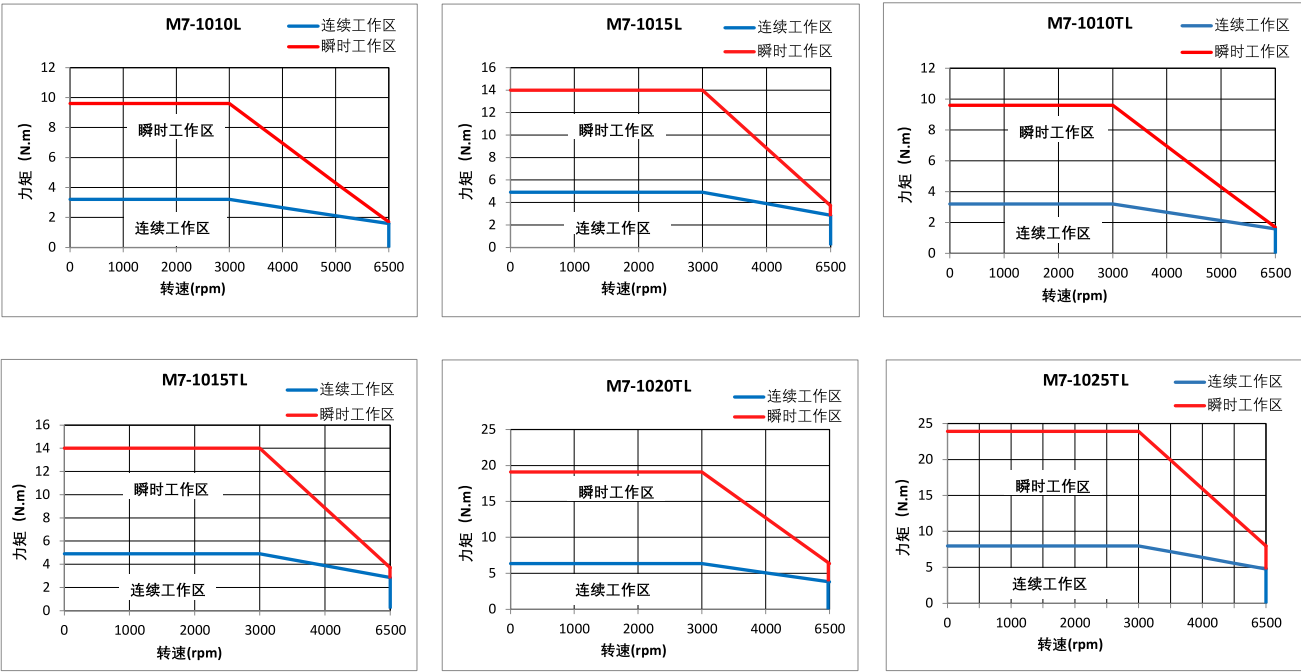 M7-1010L
连续工作区
瞬时工作区
12
10
8
6
4
2
0
力矩（N.m）
瞬时工作区
连续工作区
0 1000 2000 3000 4000 5000 6500
转速(rpm)
M7-1015L
连续工作区
瞬时工作区
16
14
12
10
8
6
4
2
0
力矩（N.m）
瞬时工作区
连续工作区
0 1000 2000 3000 4000 6500
转速(rpm)
M7-1010TL
连续工作区
瞬时工作区
12
10
8
6
4
2
0
力矩（N.m）
瞬时工作区
连续工作区
0 1000 2000 3000 4000 5000 6500
转速(rpm)
M7-1015TL
连续工作区
瞬时工作区
16
14
12
10
8
6
4
2
0
力矩（N.m）
瞬时工作区
连续工作区
0 1000 2000 3000 4000 6500
转速(rpm)
M7-1020TL
连续工作区
瞬时工作区
25
20
15
10
5
0
力矩（N.m）
瞬时工作区
连续工作区
0 1000 2000 3000 4000 6500
转速(rpm)
M7-1025TL
连续工作区
瞬时工作区
25
20
15
10
5
0
力矩（N.m）
瞬时工作区
连续工作区
0 1000 2000 3000 4000 6500
转速(rpm)